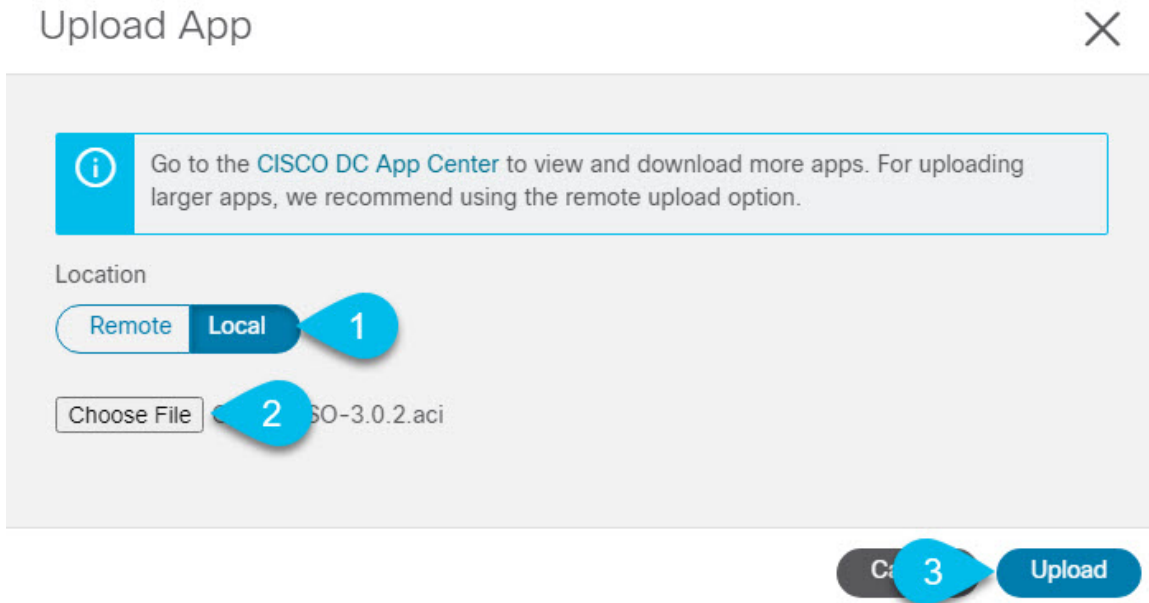 Upload App
Go to the CISCO DC App Center to view and download more apps. For uploading
larger apps, we recommend using the remote upload option.
Location
Remote Local 1
Choose File 2 SO-3.0.2.aci
3 Upload